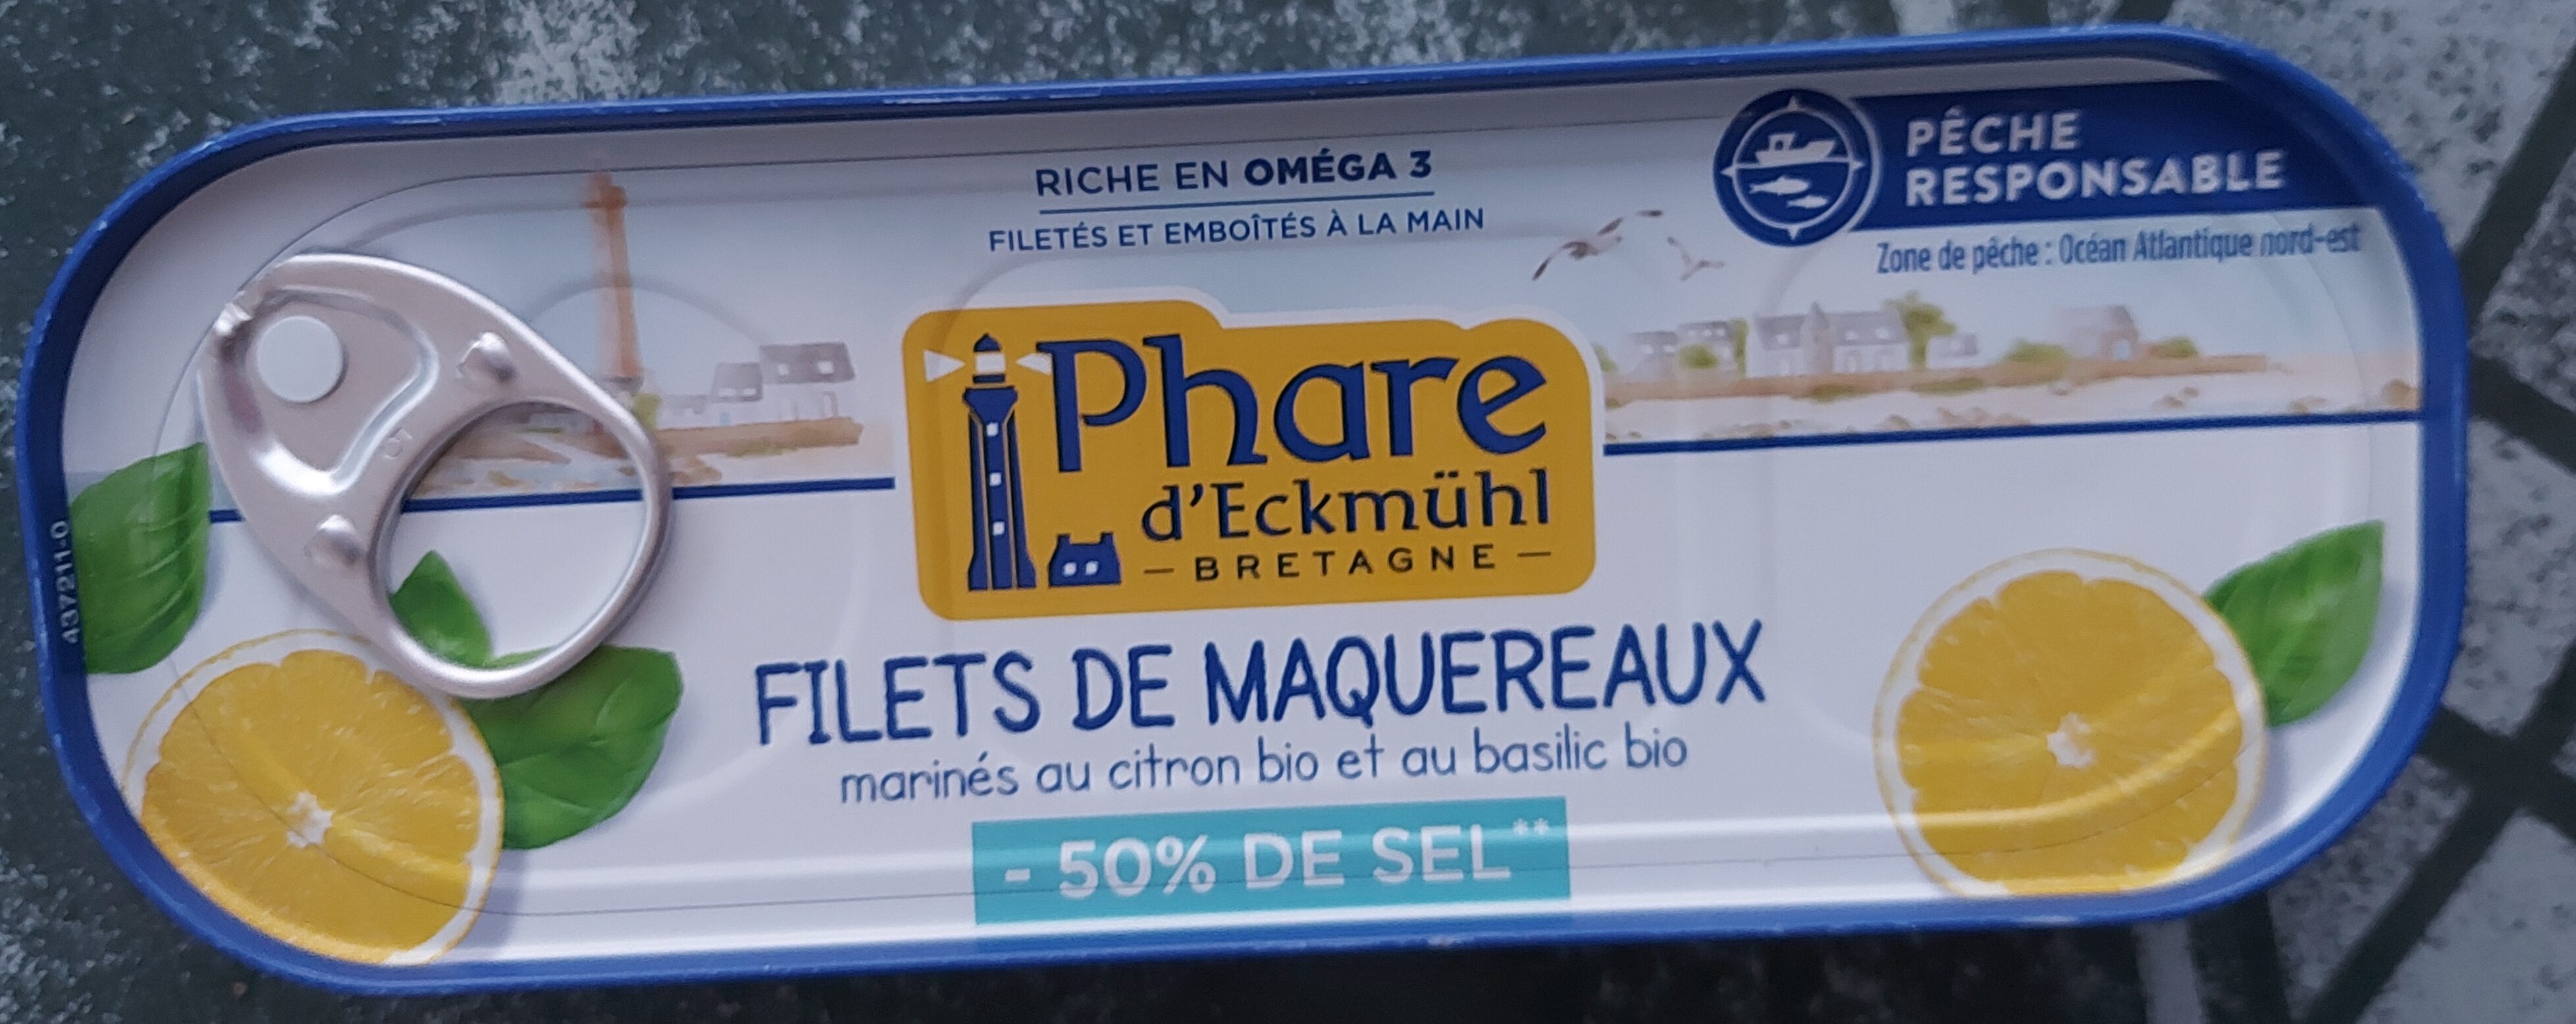 RICHE EN OMÉGA 3
FILETÉS ET EMBOÎTÉS À LA MAIN
PÊCHE
RESPONSABLE
Zone de pêche : Océan Atlantique nord-est
Phare
d'Eckmühl
— BRETAGNE —
FILETS DE MAQUEREAUX
marinés au citron bio et au basilic bio
- 50% DE SEL**
437211-0
5